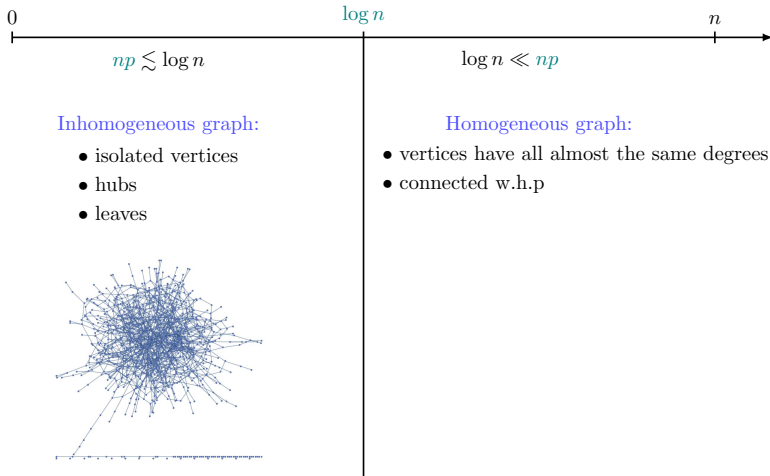 0
log n
n
np ≲ log n
log n ≪ np
Inhomogeneous graph:
• isolated vertices
• hubs
• leaves
Homogeneous graph:
• vertices have all almost the same degrees
• connected w.h.p